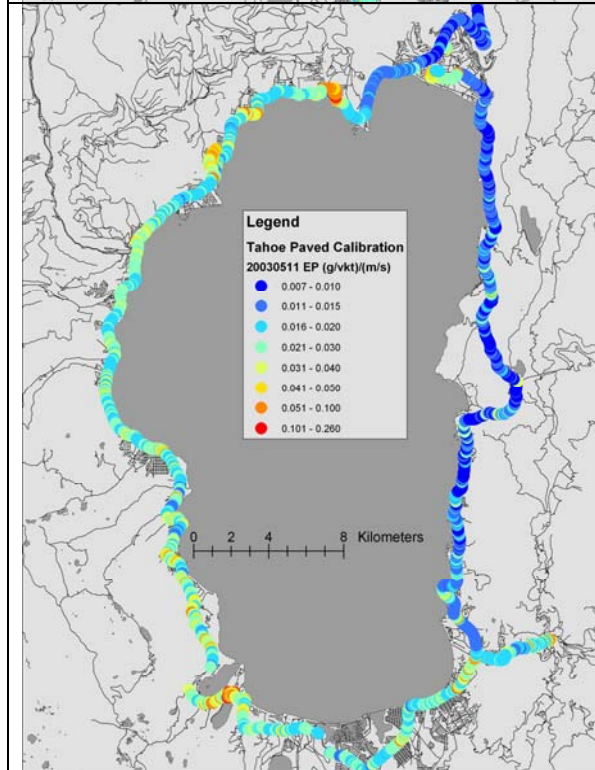 Legend
Tahoe Paved Calibration
20030511 EP (g/vkt)/(m/s)
0.007 - 0.010
0.011 - 0.015
0.016 - 0.020
0.021 - 0.030
0.031 - 0.040
0.041 - 0.050
0.051 - 0.100
0.101 - 0.260
0 2 4 8 Kilometers